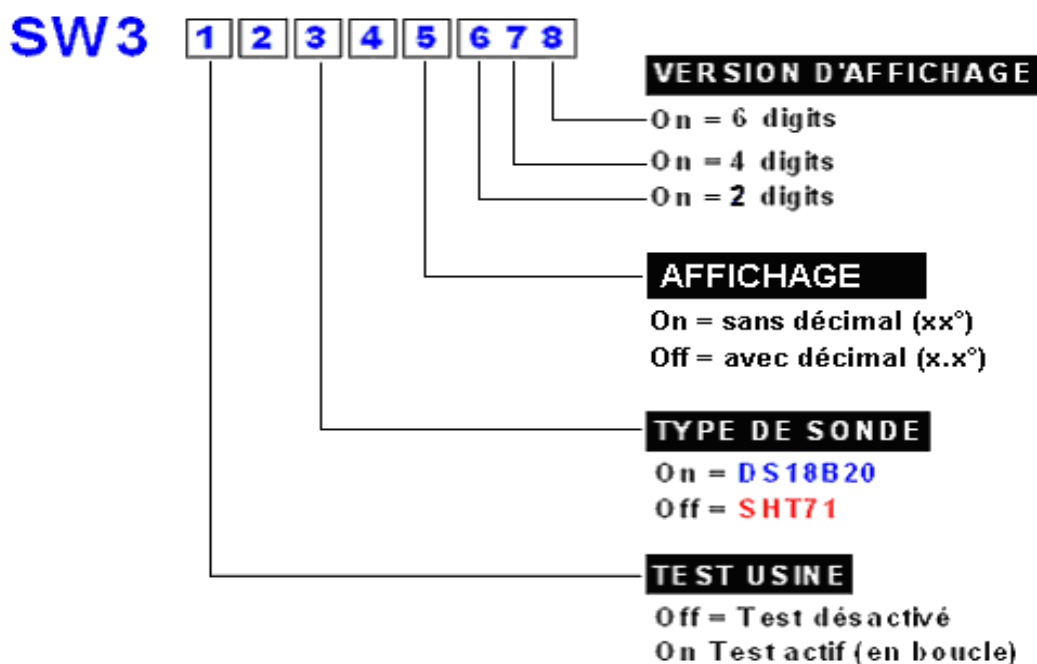 SW3 1 2 3 4 5 6 7 8
VERSION D'AFFICHAGE
On = 6 digits
On = 4 digits
On = 2 digits
AFFICHAGE
On = sans décimal (xx°)
Off = avec décimal (x.x°)
TYPE DE SONDE
On = DS18B20
Off = SHT71
TEST USINE
Off = Test désactivé
On Test actif (en boucle)